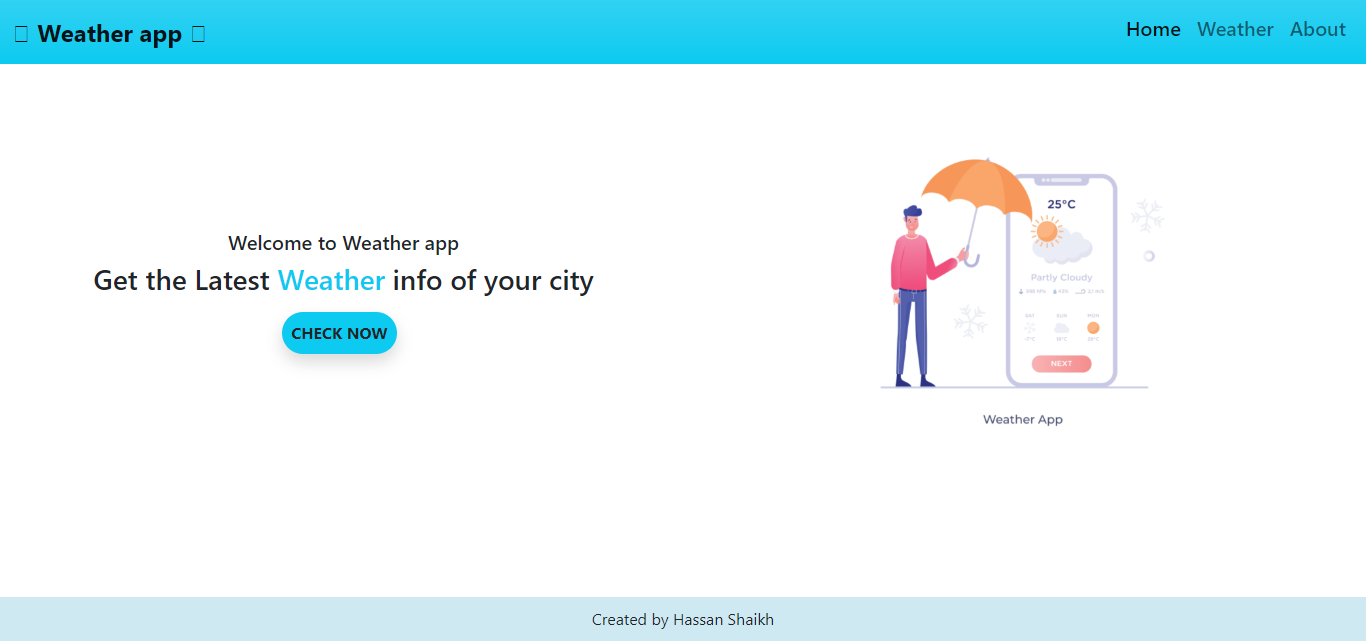 Weather app
Home Weather About
Welcome to Weather app
Get the Latest Weather info of your city
CHECK NOW
25°C
Partly Cloudy
SAT SUN MON
NEXT
Weather App
Created by Hassan Shaikh